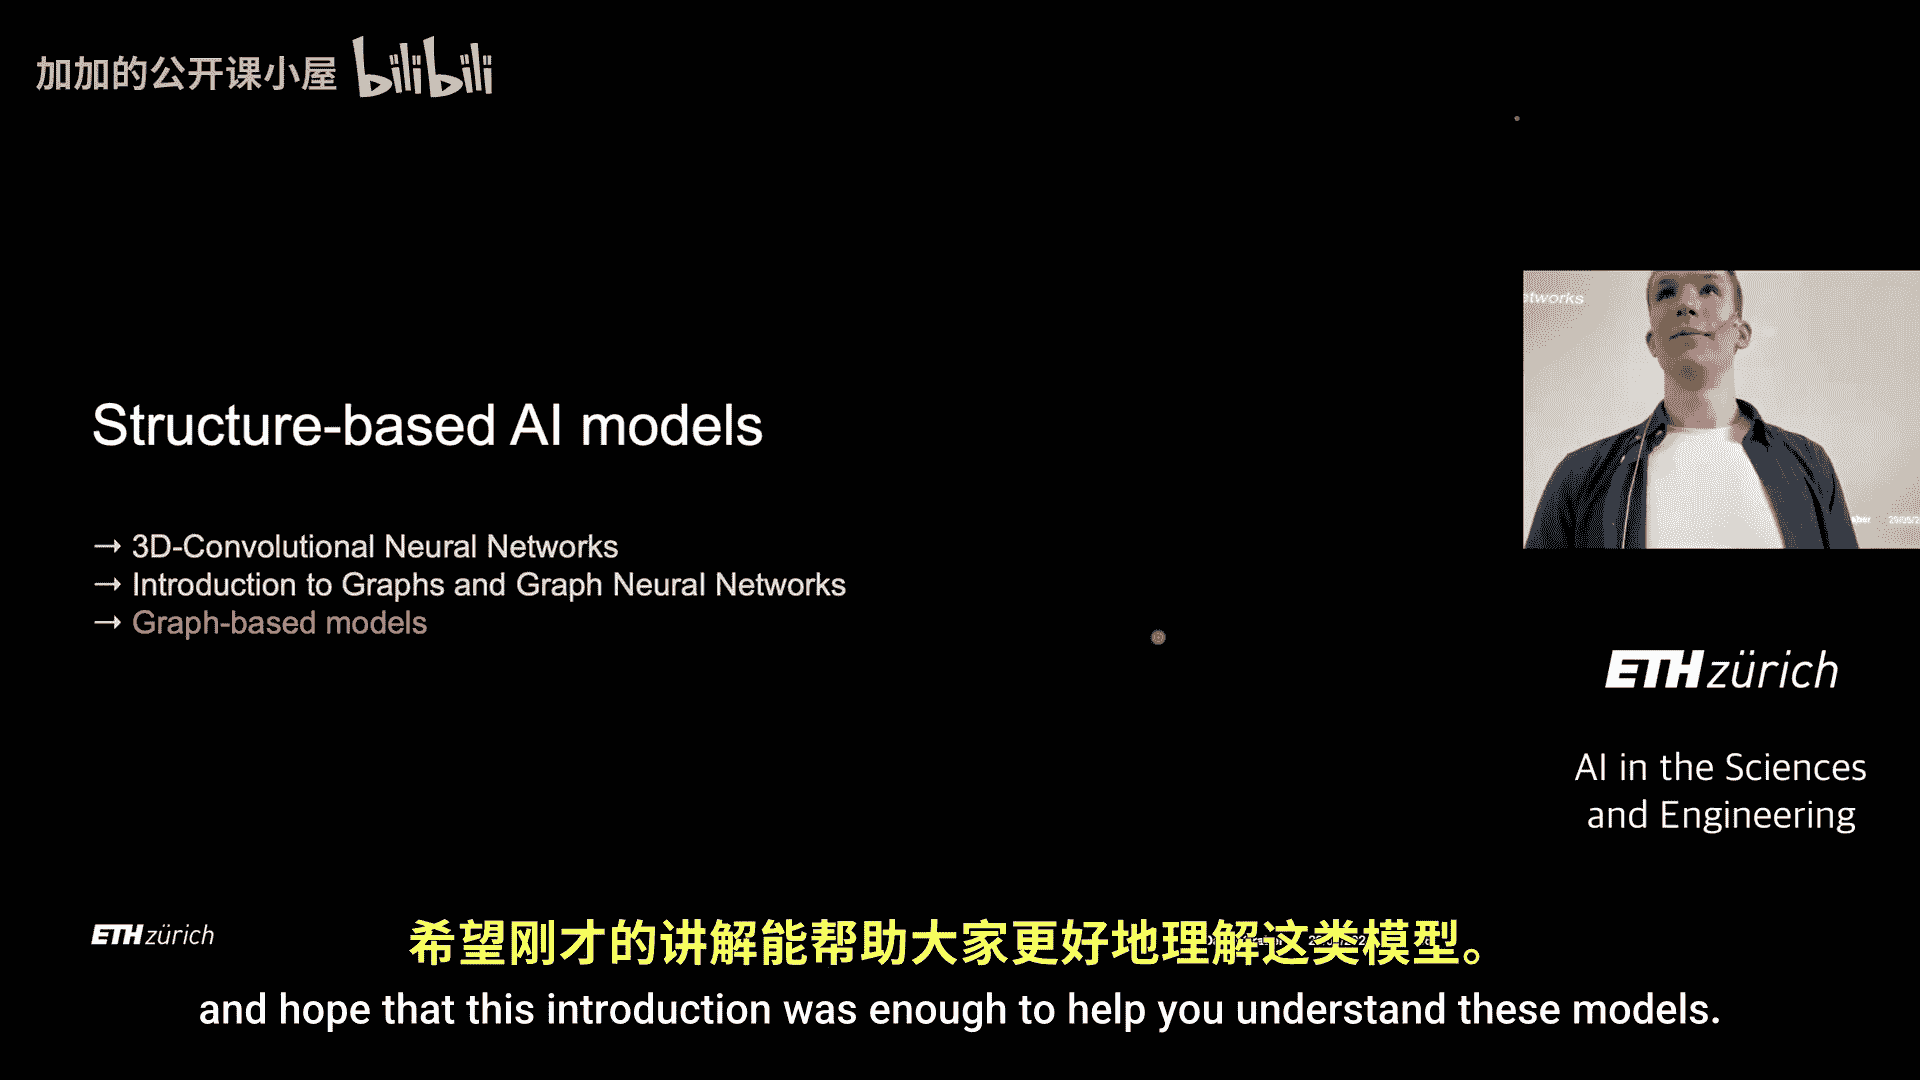 加加的公开课小屋 bilibili
tworks
Structure-based AI models
→ 3D-Convolutional Neural Networks
→ Introduction to Graphs and Graph Neural Networks
→ Graph-based models
ETH zürich
AI in the Sciences
and Engineering
ETH zürich
希望刚才的讲解能帮助大家更好地理解这类模型。
and hope that this introduction was enough to help you understand these models.